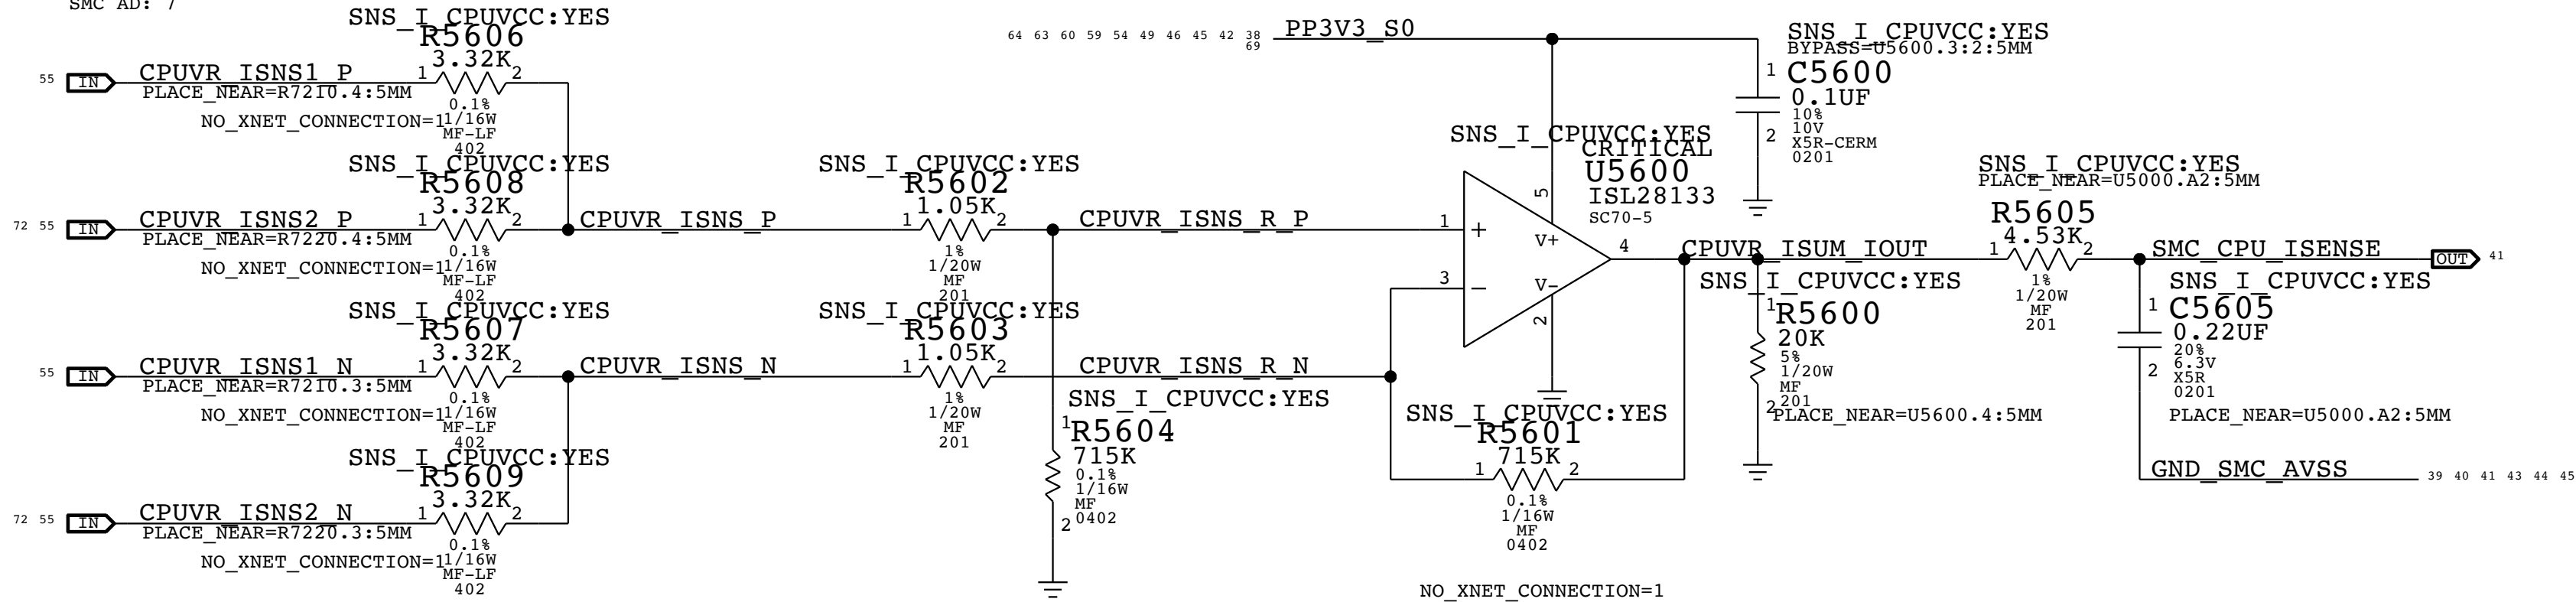 SMC AD: 7
SNS_I_CPUVCC:YES
R5606
3.32K
55 IN CPUVR_ISNS1_P 1 2
PLACE_NEAR=R7210.4:5MM
0.1%
NO_XNET_CONNECTION=1
1/16W
MF-LF
402
SNS_I_CPUVCC:YES
R5608
3.32K
72 55 IN CPUVR_ISNS2_P 1 2
PLACE_NEAR=R7220.4:5MM
0.1%
NO_XNET_CONNECTION=1
1/16W
MF-LF
402
SNS_I_CPUVCC:YES
R5607
3.32K
55 IN CPUVR_ISNS1_N 1 2
PLACE_NEAR=R7210.3:5MM
0.1%
NO_XNET_CONNECTION=1
1/16W
MF-LF
402
SNS_I_CPUVCC:YES
R5609
3.32K
72 55 IN CPUVR_ISNS2_N 1 2
PLACE_NEAR=R7220.3:5MM
0.1%
NO_XNET_CONNECTION=1
1/16W
MF-LF
402
CPUVR_ISNS_P
SNS_I_CPUVCC:YES
R5602
1.05K
1 2
1%
1/20W
MF
201
CPUVR_ISNS_N
SNS_I_CPUVCC:YES
R5603
1.05K
1 2
1%
1/20W
MF
201
CPUVR_ISNS_R_P
CPUVR_ISNS_R_N
SNS_I_CPUVCC:YES
1
R5604
715K
0.1%
1/16W
MF
0402
2
64 63 60 59 54 49 46 45 42 38
69
PP3V3_S0
SNS_I_CPUVCC:YES
CRITICAL
U5600
ISL28133
SC70-5
5
1 +
V+
4
3 -
V-
2
SNS_I_CPUVCC:YES
BYPASS=U5600.3:2:5MM
1
C5600
0.1UF
10%
10V
2
X5R-CERM
0201
SNS_I_CPUVCC:YES
R5601
715K
1 2
0.1%
1/16W
MF
0402
NO_XNET_CONNECTION=1
CPUVR_ISUM_IOUT
SNS_I_CPUVCC:YES
1
R5600
20K
5%
1/20W
MF
201
2
PLACE_NEAR=U5600.4:5MM
SNS_I_CPUVCC:YES
PLACE_NEAR=U5000.A2:5MM
R5605
4.53K
1 2
1%
1/20W
MF
201
SMC_CPU_ISENSE OUT 41
SNS_I_CPUVCC:YES
1
C5605
0.22UF
20%
6.3V
2
X5R
0201
PLACE_NEAR=U5000.A2:5MM
GND_SMC_AVSS 39 40 41 43 44 45